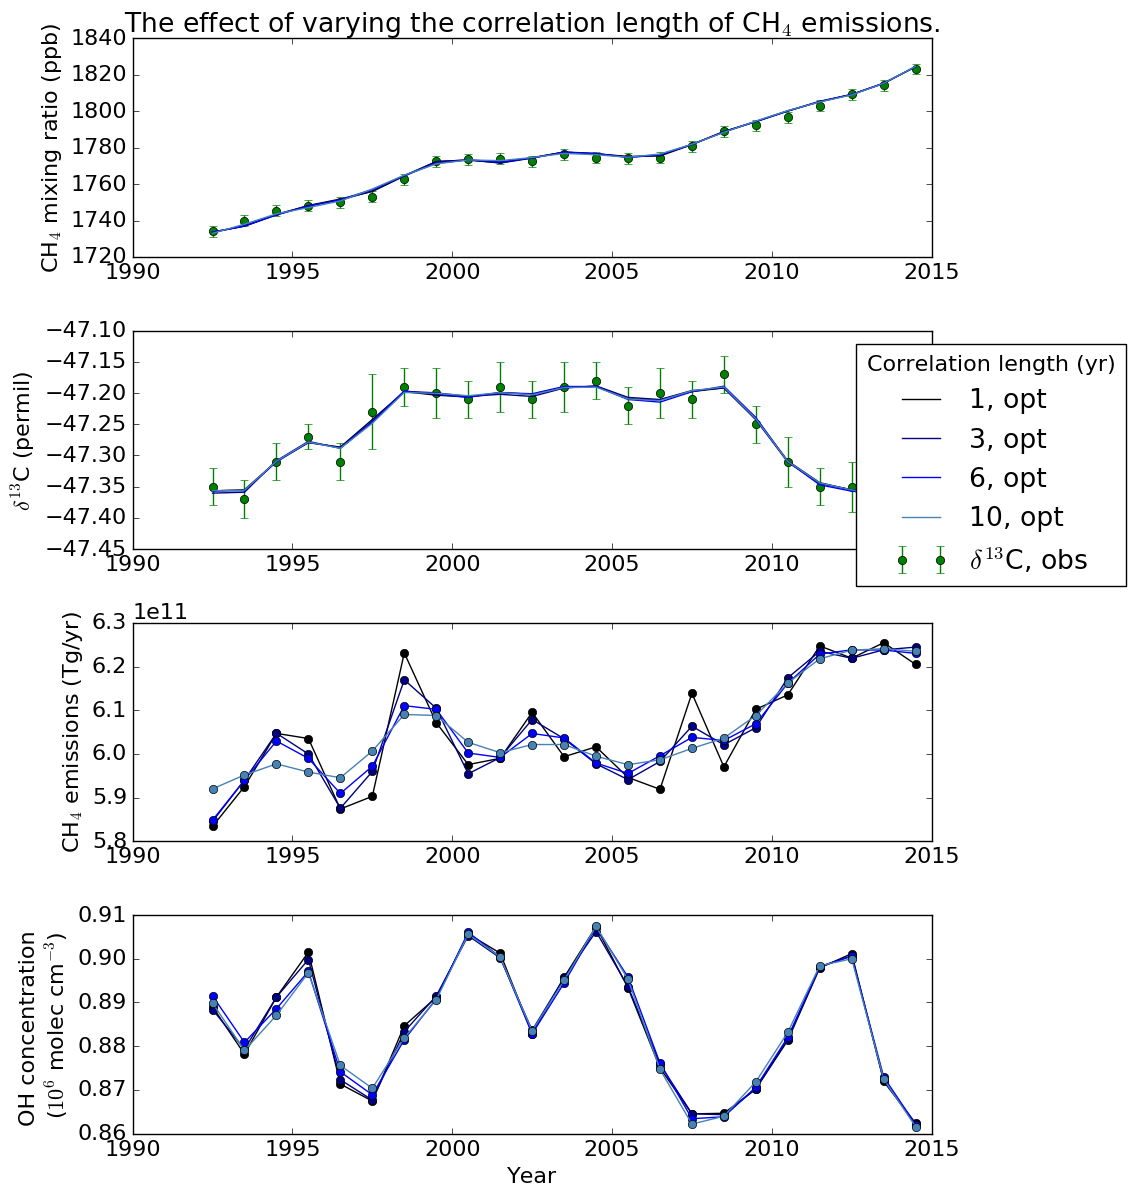 The effect of varying the correlation length of CH₄ emissions.
CH₄ mixing ratio (ppb)
1840
1820
1800
1780
1760
1740
1720
1990 1995 2000 2005 2010 2015
δ¹³C (permil)
−47.10
−47.15
−47.20
−47.25
−47.30
−47.35
−47.40
−47.45
1990 1995 2000 2005 2010
Correlation length (yr)
1, opt
3, opt
6, opt
10, opt
δ¹³C, obs
CH₄ emissions (Tg/yr)
1e11
6.3
6.2
6.1
6.0
5.9
5.8
1990 1995 2000 2005 2010 2015
OH concentration
(10⁶ molec cm⁻³)
0.91
0.90
0.89
0.88
0.87
0.86
1990 1995 2000 2005 2010 2015
Year